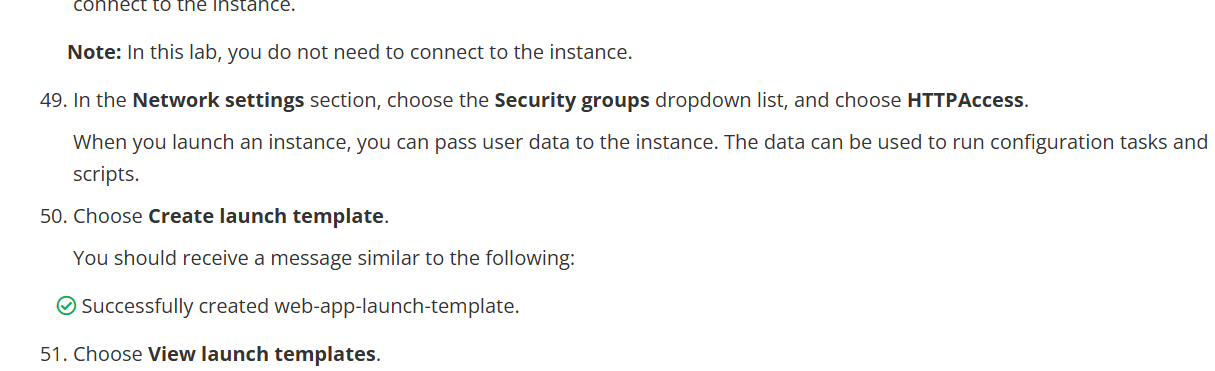 connect to the instance.
Note: In this lab, you do not need to connect to the instance.
49. In the Network settings section, choose the Security groups dropdown list, and choose HTTPAccess.
When you launch an instance, you can pass user data to the instance. The data can be used to run configuration tasks and
scripts.
50. Choose Create launch template.
You should receive a message similar to the following:
Successfully created web-app-launch-template.
51. Choose View launch templates.